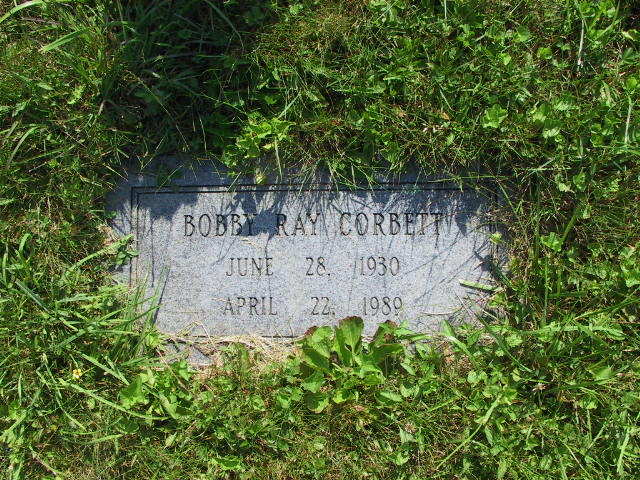 BOBBY RAY CORBETT
JUNE 28, 1930
APRIL 22, 1989